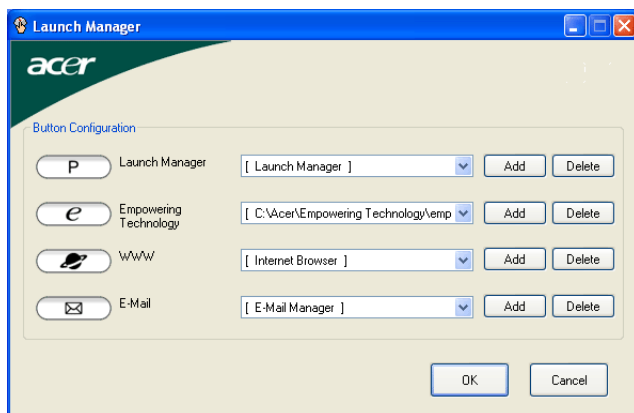 Launch Manager
acer
Button Configuration
P Launch Manager [ Launch Manager ] Add Delete
e Empowering Technology [ C:\Acer\Empowering Technology\emp Add Delete
WWW [ Internet Browser ] Add Delete
E-Mail [ E-Mail Manager ] Add Delete
OK Cancel